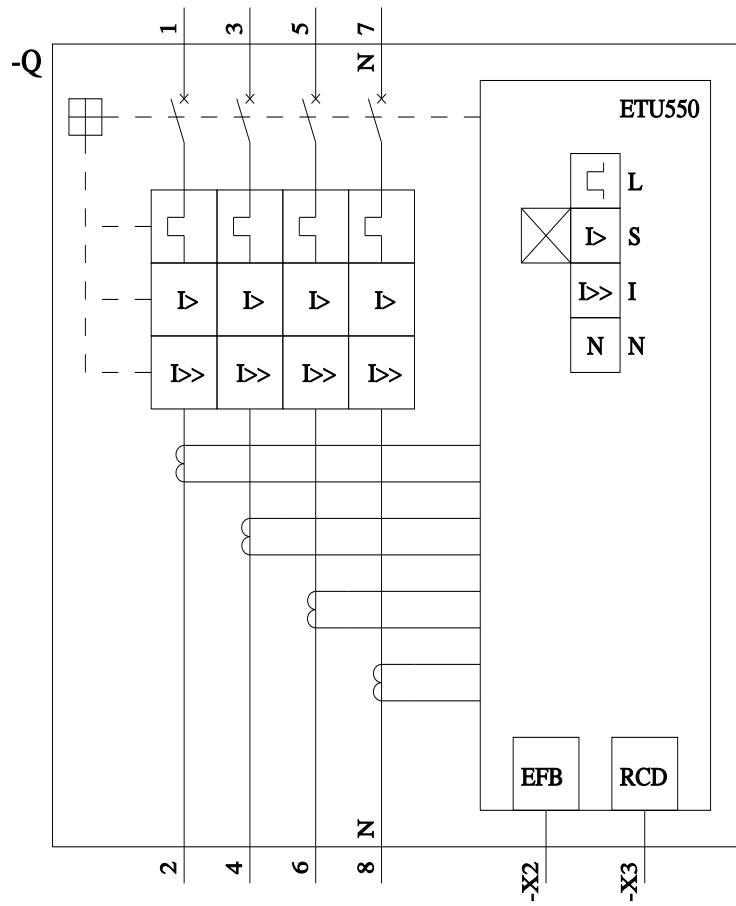 1 3 5 7
-Q
N
ETU550
L
I> S
I> I> I> I>
I>> I
N N
I>> I>> I>> I>>
EFB RCD
N
2 4 6 8 -X2 -X3